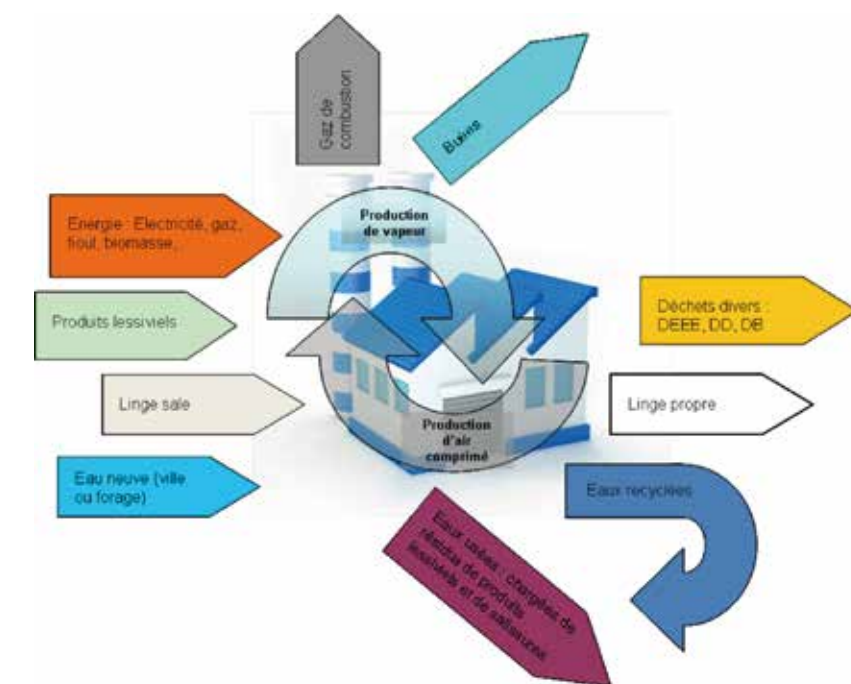 Gaz de
combustion
Buées
Production
de vapeur
Energie : Electricité, gaz,
fioul, biomasse,
Produits lessiviels
Déchets divers :
DEEE, DD, DB
Linge sale
Linge propre
Production
d'air
comprimé
Eau neuve (ville
ou forage)
Eaux recyclées
Eaux usées : chargées de
résidus de produits
lessiviels et de salissures